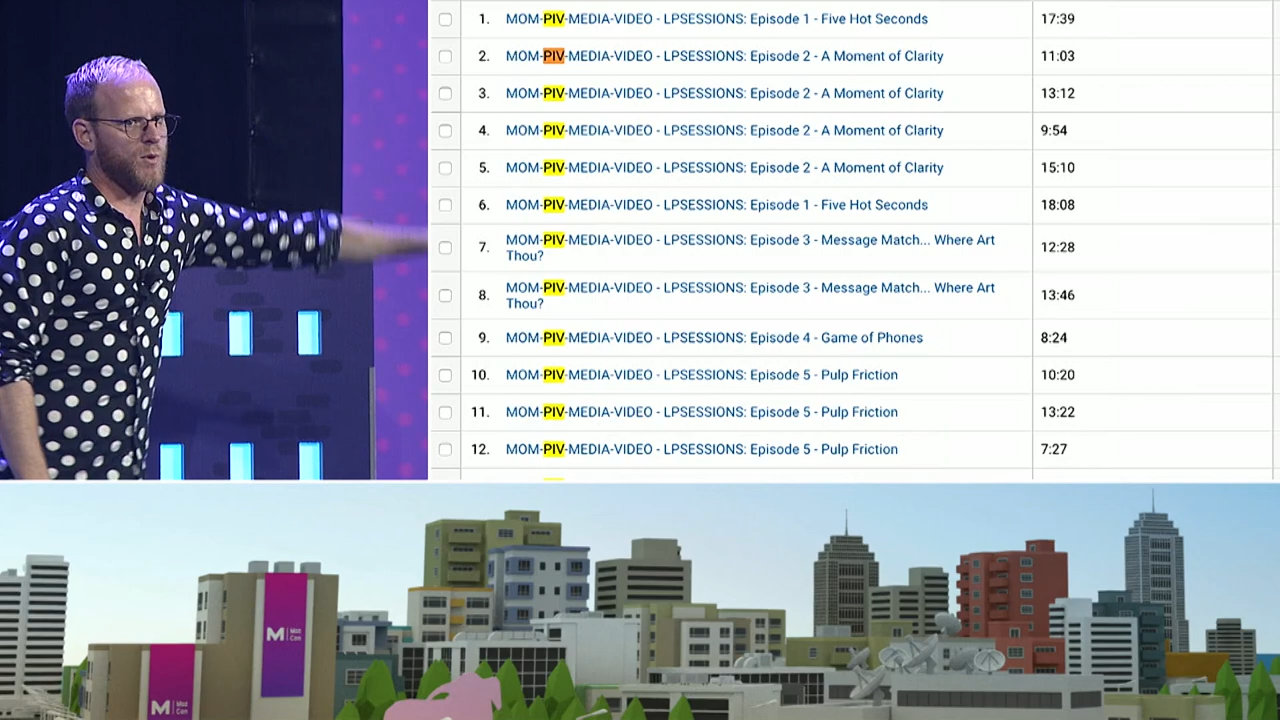 1. MOM-PIV-MEDIA-VIDEO - LPSESSIONS: Episode 1 - Five Hot Seconds 17:39
2. MOM-PIV-MEDIA-VIDEO - LPSESSIONS: Episode 2 - A Moment of Clarity 11:03
3. MOM-PIV-MEDIA-VIDEO - LPSESSIONS: Episode 2 - A Moment of Clarity 13:12
4. MOM-PIV-MEDIA-VIDEO - LPSESSIONS: Episode 2 - A Moment of Clarity 9:54
5. MOM-PIV-MEDIA-VIDEO - LPSESSIONS: Episode 2 - A Moment of Clarity 15:10
6. MOM-PIV-MEDIA-VIDEO - LPSESSIONS: Episode 1 - Five Hot Seconds 18:08
7. MOM-PIV-MEDIA-VIDEO - LPSESSIONS: Episode 3 - Message Match... Where Art
Thou? 12:28
8. MOM-PIV-MEDIA-VIDEO - LPSESSIONS: Episode 3 - Message Match... Where Art
Thou? 13:46
9. MOM-PIV-MEDIA-VIDEO - LPSESSIONS: Episode 4 - Game of Phones 8:24
10. MOM-PIV-MEDIA-VIDEO - LPSESSIONS: Episode 5 - Pulp Friction 10:20
11. MOM-PIV-MEDIA-VIDEO - LPSESSIONS: Episode 5 - Pulp Friction 13:22
12. MOM-PIV-MEDIA-VIDEO - LPSESSIONS: Episode 5 - Pulp Friction 7:27
M | Moz
Con
M | Moz
Con